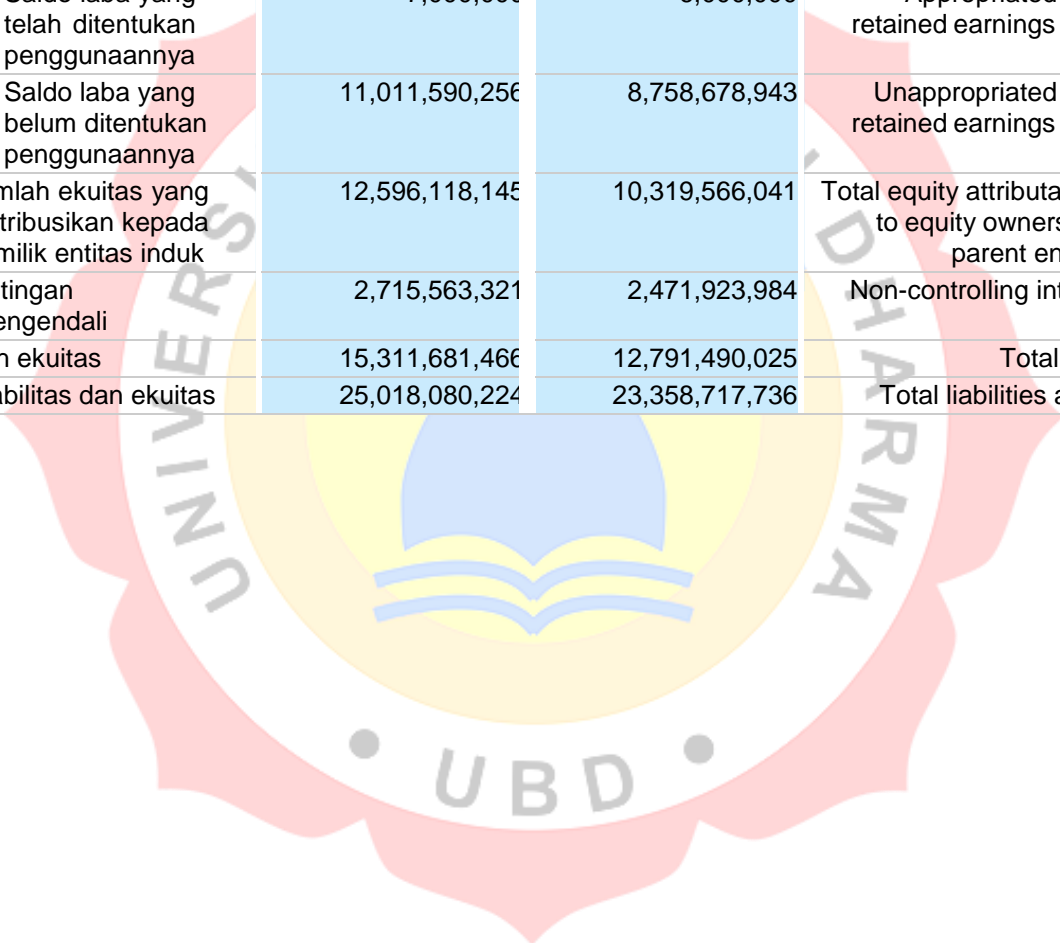 Saldo laba yang Appropriated
telah ditentukan retained earnings
penggunaannya
Saldo laba yang 11,011,590,256 8,758,678,943 Unappropriated
belum ditentukan retained earnings
penggunaannya
mlah ekuitas yang 12,596,118,145 10,319,566,041 Total equity attributa
tribusikan kepada to equity owners
milik entitas induk parent en
tingan 2,715,563,321 2,471,923,984 Non-controlling int
engendali
n ekuitas 15,311,681,466 12,791,490,025 Total
abilitas dan ekuitas 25,018,080,224 23,358,717,736 Total liabilities a
UNIVERSI
DHARMA
UBD